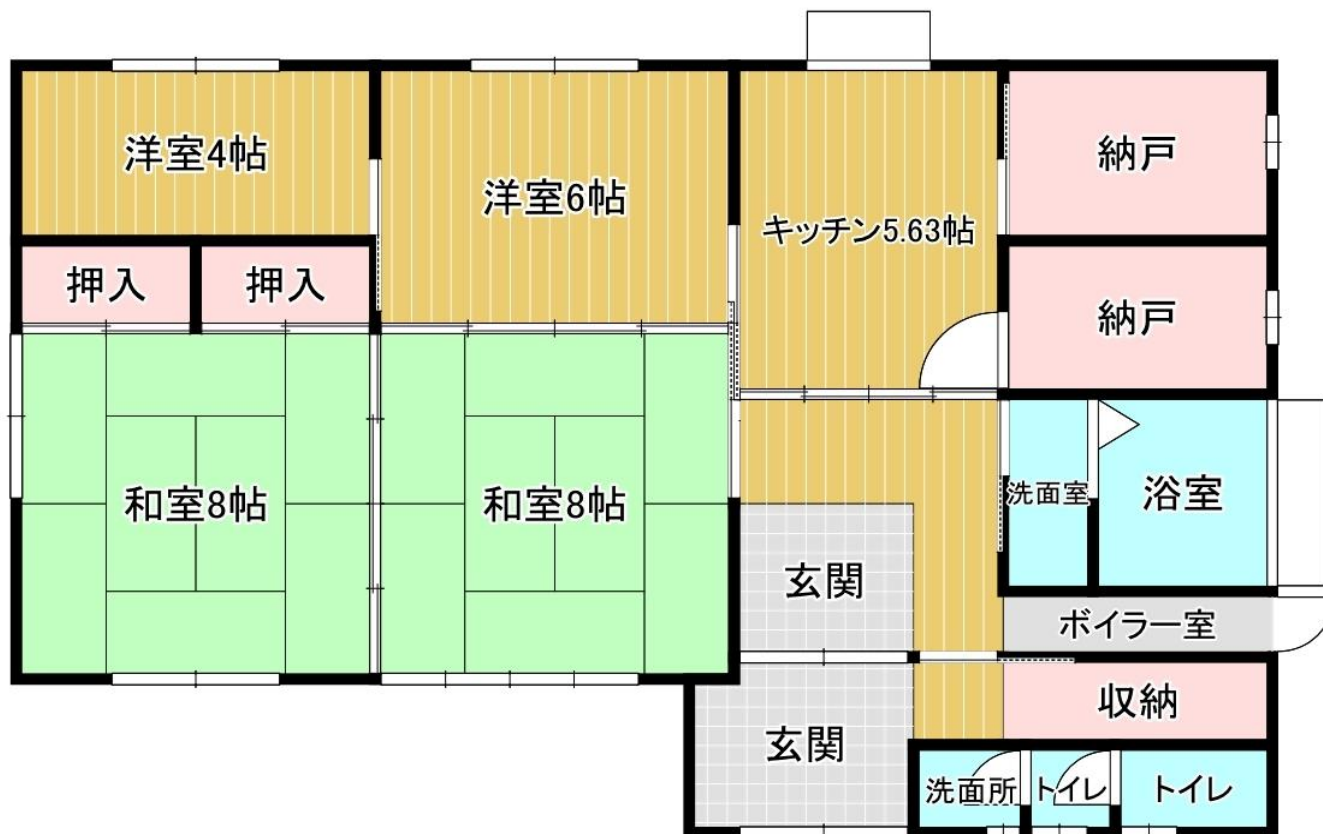 洋室4帖
洋室6帖
キッチン5.63帖
納戸
押入
押入
納戸
和室8帖
和室8帖
洗面室
浴室
玄関
ボイラー室
収納
玄関
洗面所
トイレ
トイレ